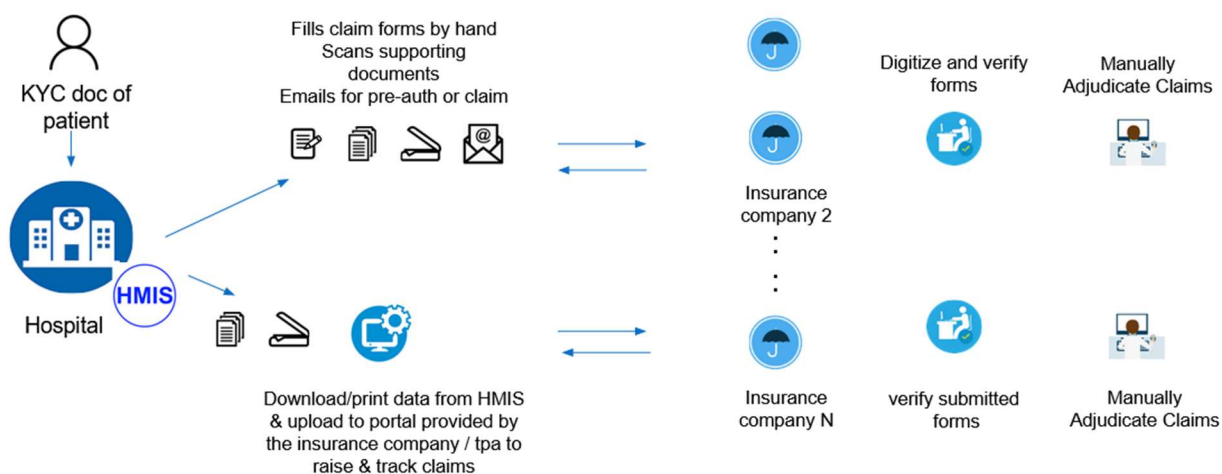 Fills claim forms by hand
Scans supporting
documents
Emails for pre-auth or claim
KYC doc of
patient
@
Digitize and verify
forms
Manually
Adjudicate Claims
Insurance
company 2
HMIS
Hospital
Download/print data from HMIS
& upload to portal provided by
the insurance company / tpa to
raise & track claims
Insurance
company N
verify submitted
forms
Manually
Adjudicate Claims